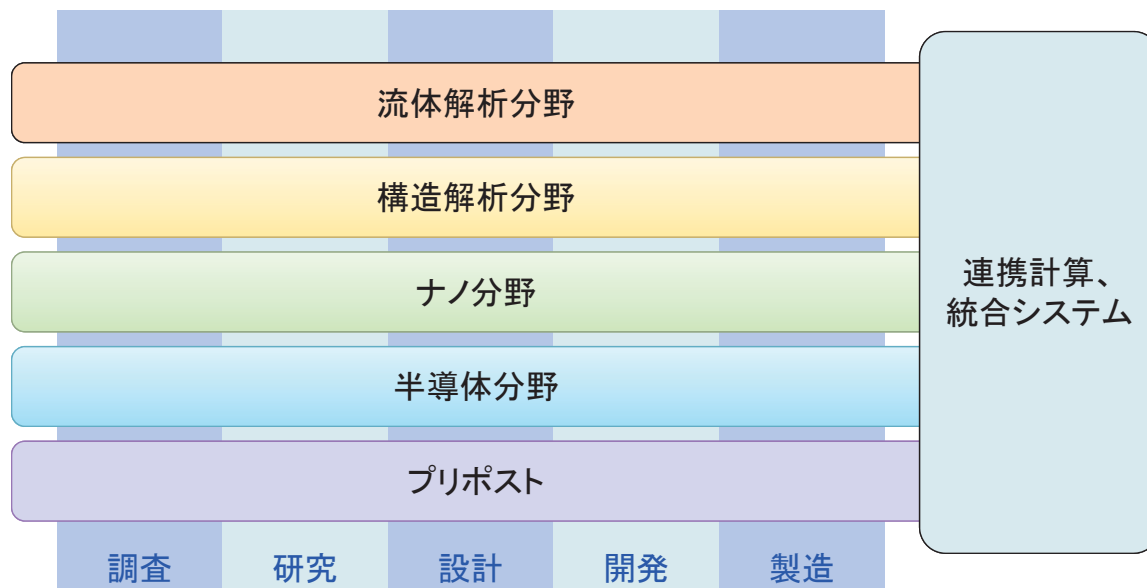 流体解析分野
構造解析分野
ナノ分野
半導体分野
プリポスト
連携計算、
統合システム
調査
研究
設計
開発
製造